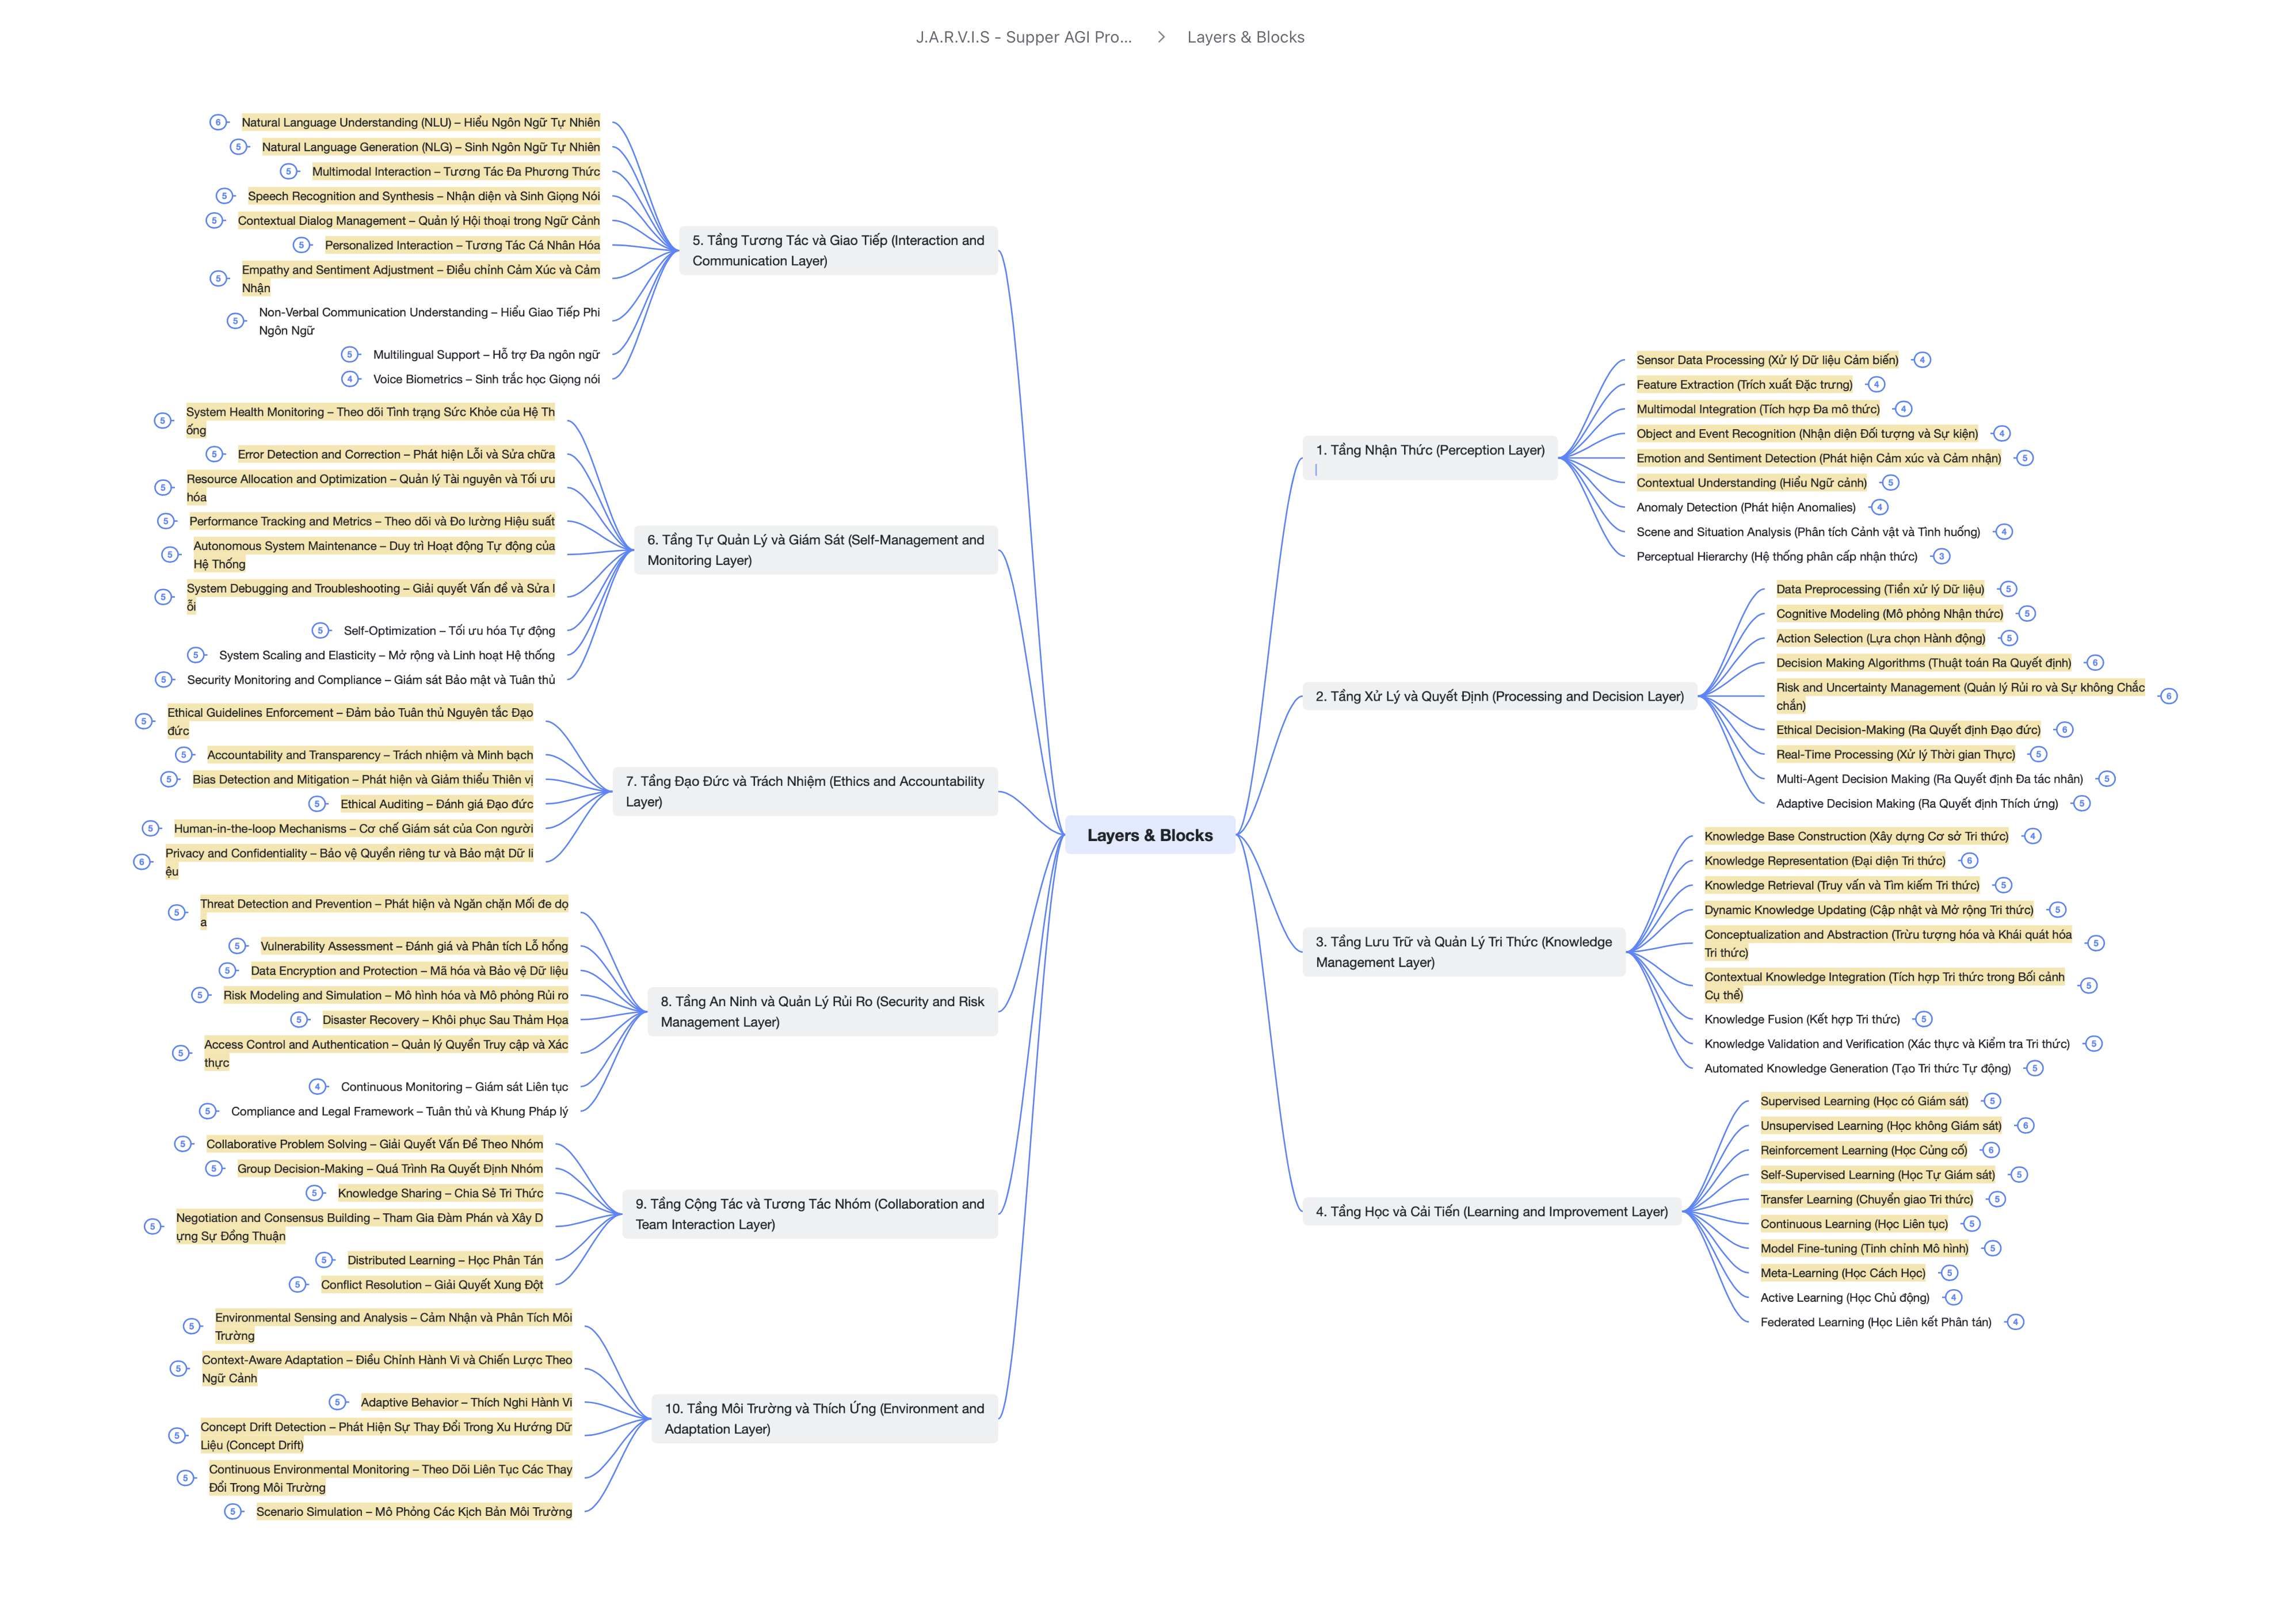 J.A.R.V.I.S - Supper AGI Pro... > Layers & Blocks
Layers & Blocks
1. Tầng Nhận Thức (Perception Layer)
Sensor Data Processing (Xử lý Dữ liệu Cảm biến) 4
Feature Extraction (Trích xuất Đặc trưng) 4
Multimodal Integration (Tích hợp Đa mô thức) 4
Object and Event Recognition (Nhận diện Đối tượng và Sự kiện) 4
Emotion and Sentiment Detection (Phát hiện Cảm xúc và Cảm nhận) 5
Contextual Understanding (Hiểu Ngữ cảnh) 5
Anomaly Detection (Phát hiện Anomalies) 4
Scene and Situation Analysis (Phân tích Cảnh vật và Tình huống) 4
Perceptual Hierarchy (Hệ thống phân cấp nhận thức) 3
2. Tầng Xử Lý và Quyết Định (Processing and Decision Layer)
Data Preprocessing (Tiền xử lý Dữ liệu) 5
Cognitive Modeling (Mô phỏng Nhận thức) 5
Action Selection (Lựa chọn Hành động) 5
Decision Making Algorithms (Thuật toán Ra Quyết định) 6
Risk and Uncertainty Management (Quản lý Rủi ro và Sự không Chắc
chắn) 6
Ethical Decision-Making (Ra Quyết định Đạo đức) 6
Real-Time Processing (Xử lý Thời gian Thực) 5
Multi-Agent Decision Making (Ra Quyết định Đa tác nhân) 5
Adaptive Decision Making (Ra Quyết định Thích ứng) 5
3. Tầng Lưu Trữ và Quản Lý Tri Thức (Knowledge
Management Layer)
Knowledge Base Construction (Xây dựng Cơ sở Tri thức) 4
Knowledge Representation (Đại diện Tri thức) 6
Knowledge Retrieval (Truy vấn và Tìm kiếm Tri thức) 5
Dynamic Knowledge Updating (Cập nhật và Mở rộng Tri thức) 5
Conceptualization and Abstraction (Trừu tượng hóa và Khái quát hóa
Tri thức) 5
Contextual Knowledge Integration (Tích hợp Tri thức trong Bối cảnh
Cụ thể) 5
Knowledge Fusion (Kết hợp Tri thức) 5
Knowledge Validation and Verification (Xác thực và Kiểm tra Tri thức) 5
Automated Knowledge Generation (Tạo Tri thức Tự động) 5
4. Tầng Học và Cải Tiến (Learning and Improvement Layer)
Supervised Learning (Học có Giám sát) 5
Unsupervised Learning (Học không Giám sát) 6
Reinforcement Learning (Học Củng cố) 6
Self-Supervised Learning (Học Tự Giám sát) 5
Transfer Learning (Chuyển giao Tri thức) 5
Continuous Learning (Học Liên tục) 5
Model Fine-tuning (Tinh chỉnh Mô hình) 5
Meta-Learning (Học Cách Học) 5
Active Learning (Học Chủ động) 4
Federated Learning (Học Liên kết Phân tán) 4
5. Tầng Tương Tác và Giao Tiếp (Interaction and
Communication Layer)
6 Natural Language Understanding (NLU) – Hiểu Ngôn Ngữ Tự Nhiên
5 Natural Language Generation (NLG) – Sinh Ngôn Ngữ Tự Nhiên
5 Multimodal Interaction – Tương Tác Đa Phương Thức
5 Speech Recognition and Synthesis – Nhận diện và Sinh Giọng Nói
5 Contextual Dialog Management – Quản lý Hội thoại trong Ngữ Cảnh
5 Personalized Interaction – Tương Tác Cá Nhân Hóa
5 Empathy and Sentiment Adjustment – Điều chỉnh Cảm Xúc và Cảm
Nhận
5 Non-Verbal Communication Understanding – Hiểu Giao Tiếp Phi
Ngôn Ngữ
5 Multilingual Support – Hỗ trợ Đa ngôn ngữ
4 Voice Biometrics – Sinh trắc học Giọng nói
6. Tầng Tự Quản Lý và Giám Sát (Self-Management and
Monitoring Layer)
5 System Health Monitoring – Theo dõi Tình trạng Sức Khỏe của Hệ Th
ống
5 Error Detection and Correction – Phát hiện Lỗi và Sửa chữa
5 Resource Allocation and Optimization – Quản lý Tài nguyên và Tối ưu
hóa
5 Performance Tracking and Metrics – Theo dõi và Đo lường Hiệu suất
5 Autonomous System Maintenance – Duy trì Hoạt động Tự động của
Hệ Thống
5 System Debugging and Troubleshooting – Giải quyết Vấn đề và Sửa l
ỗi
5 Self-Optimization – Tối ưu hóa Tự động
5 System Scaling and Elasticity – Mở rộng và Linh hoạt Hệ thống
5 Security Monitoring and Compliance – Giám sát Bảo mật và Tuân thủ
7. Tầng Đạo Đức và Trách Nhiệm (Ethics and Accountability
Layer)
5 Ethical Guidelines Enforcement – Đảm bảo Tuân thủ Nguyên tắc Đạo
đức
5 Accountability and Transparency – Trách nhiệm và Minh bạch
5 Bias Detection and Mitigation – Phát hiện và Giảm thiểu Thiên vị
5 Ethical Auditing – Đánh giá Đạo đức
5 Human-in-the-loop Mechanisms – Cơ chế Giám sát của Con người
6 Privacy and Confidentiality – Bảo vệ Quyền riêng tư và Bảo mật Dữ li
ệu
8. Tầng An Ninh và Quản Lý Rủi Ro (Security and Risk
Management Layer)
5 Threat Detection and Prevention – Phát hiện và Ngăn chặn Mối đe dọ
a
5 Vulnerability Assessment – Đánh giá và Phân tích Lỗ hổng
5 Data Encryption and Protection – Mã hóa và Bảo vệ Dữ liệu
5 Risk Modeling and Simulation – Mô hình hóa và Mô phỏng Rủi ro
5 Disaster Recovery – Khôi phục Sau Thảm Họa
5 Access Control and Authentication – Quản lý Quyền Truy cập và Xác
thực
4 Continuous Monitoring – Giám sát Liên tục
5 Compliance and Legal Framework – Tuân thủ và Khung Pháp lý
9. Tầng Cộng Tác và Tương Tác Nhóm (Collaboration and
Team Interaction Layer)
5 Collaborative Problem Solving – Giải Quyết Vấn Đề Theo Nhóm
5 Group Decision-Making – Quá Trình Ra Quyết Định Nhóm
5 Knowledge Sharing – Chia Sẻ Tri Thức
5 Negotiation and Consensus Building – Tham Gia Đàm Phán và Xây D
ựng Sự Đồng Thuận
5 Distributed Learning – Học Phân Tán
5 Conflict Resolution – Giải Quyết Xung Đột
10. Tầng Môi Trường và Thích Ứng (Environment and
Adaptation Layer)
5 Environmental Sensing and Analysis – Cảm Nhận và Phân Tích Môi
Trường
5 Context-Aware Adaptation – Điều Chỉnh Hành Vi và Chiến Lược Theo
Ngữ Cảnh
5 Adaptive Behavior – Thích Nghi Hành Vi
5 Concept Drift Detection – Phát Hiện Sự Thay Đổi Trong Xu Hướng Dữ
Liệu (Concept Drift)
5 Continuous Environmental Monitoring – Theo Dõi Liên Tục Các Thay
Đổi Trong Môi Trường
5 Scenario Simulation – Mô Phỏng Các Kịch Bản Môi Trường